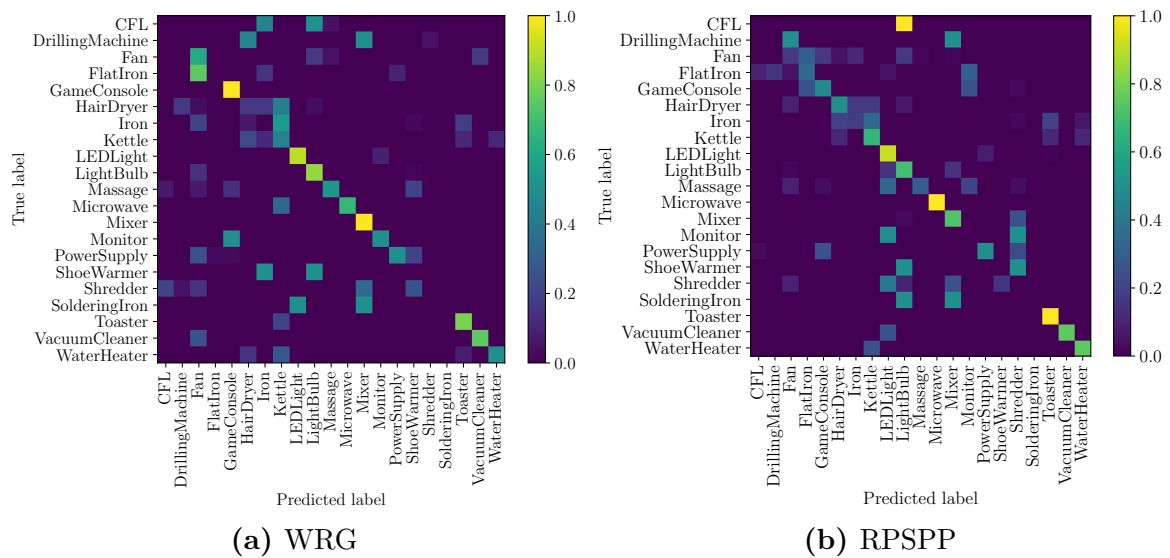 CFL
DrillingMachine
Fan
FlatIron
GameConsole
HairDryer
Iron
Kettle
LEDLight
LightBulb
Massage
Microwave
Mixer
Monitor
PowerSupply
ShoeWarmer
Shredder
SolderingIron
Toaster
VacuumCleaner
WaterHeater
True label
CFL
DrillingMachine
Fan
FlatIron
GameConsole
HairDryer
Iron
Kettle
LEDLight
LightBulb
Massage
Microwave
Mixer
Monitor
PowerSupply
ShoeWarmer
Shredder
SolderingIron
Toaster
VacuumCleaner
WaterHeater
Predicted label
1.0
0.8
0.6
0.4
0.2
0.0
(a) WRG
CFL
DrillingMachine
Fan
FlatIron
GameConsole
HairDryer
Iron
Kettle
LEDLight
LightBulb
Massage
Microwave
Mixer
Monitor
PowerSupply
ShoeWarmer
Shredder
SolderingIron
Toaster
VacuumCleaner
WaterHeater
True label
CFL
DrillingMachine
Fan
FlatIron
GameConsole
HairDryer
Iron
Kettle
LEDLight
LightBulb
Massage
Microwave
Mixer
Monitor
PowerSupply
ShoeWarmer
Shredder
SolderingIron
Toaster
VacuumCleaner
WaterHeater
Predicted label
1.0
0.8
0.6
0.4
0.2
0.0
(b) RPSPP